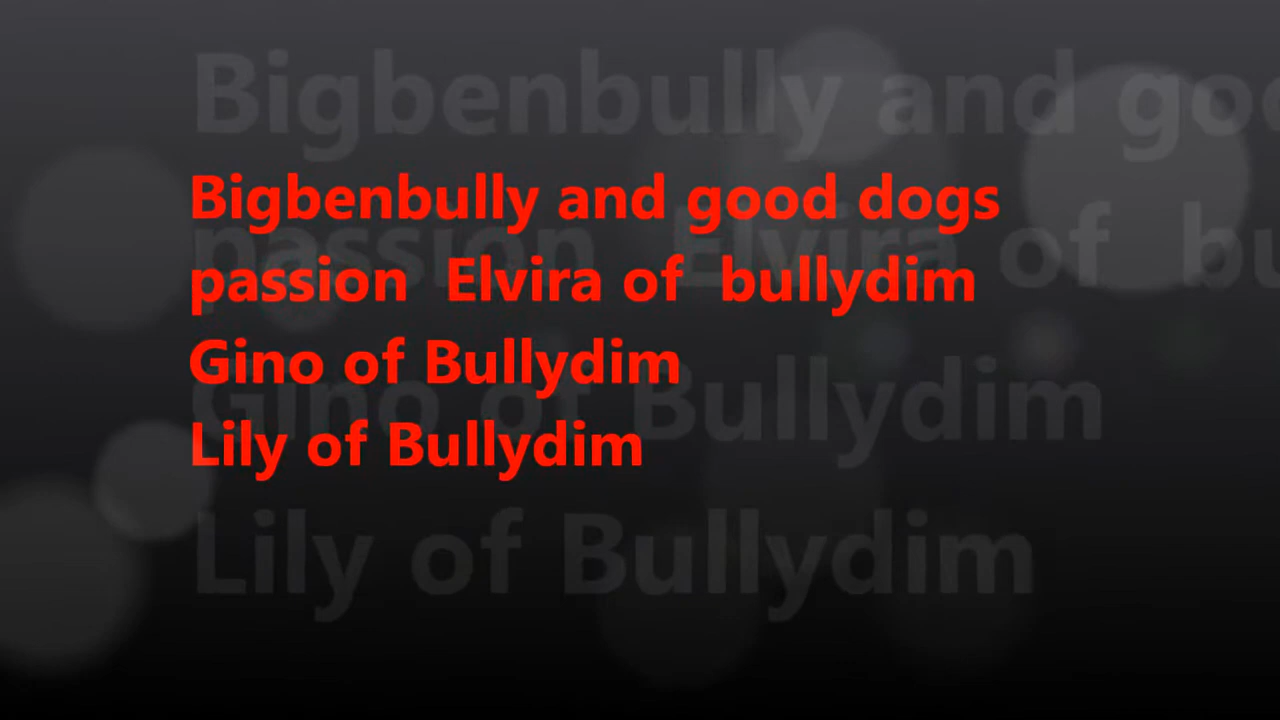 Bigbenbully and good dogs
passion  Elvira of  bullydim
Gino of Bullydim
Lily of Bullydim